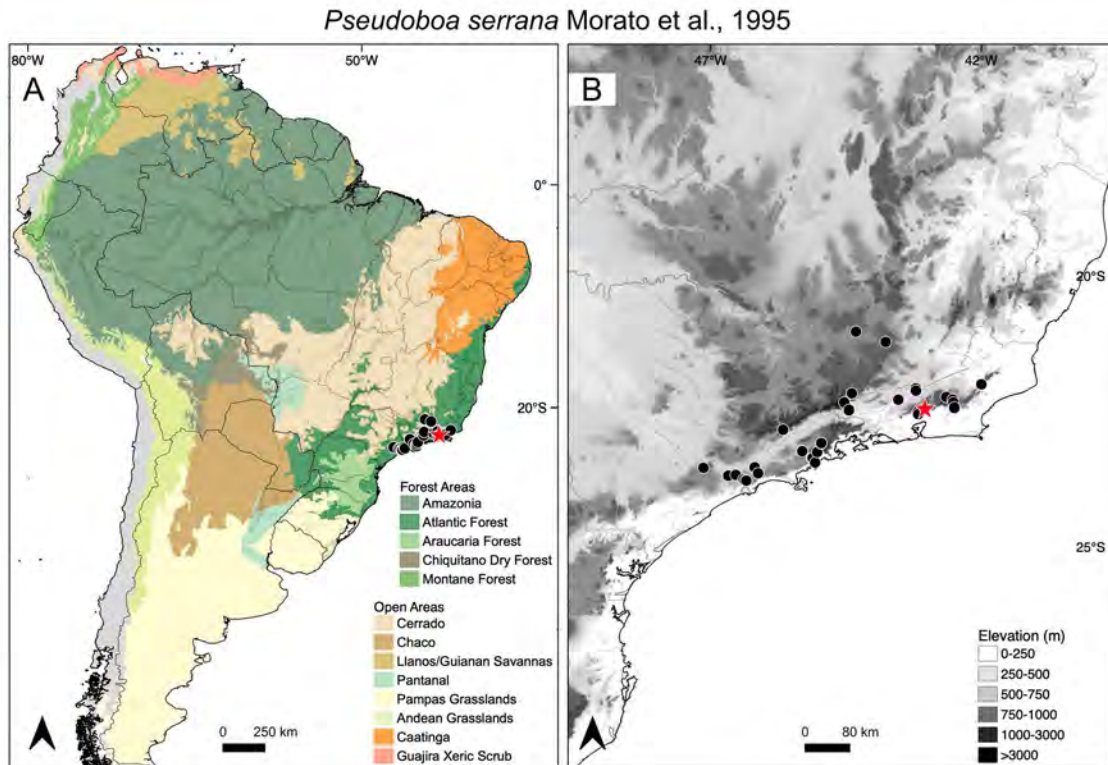 Pseudoboa serrana Morato et al., 1995
A
80°W
50°W
0°
20°S
Forest Areas
Amazonia
Atlantic Forest
Araucaria Forest
Chiquitano Dry Forest
Montane Forest
Open Areas
Cerrado
Chaco
Llanos/Guianan Savannas
Pantanal
Pampas Grasslands
Andean Grasslands
Caatinga
Guajira Xeric Scrub
0 250 km
B
47°W
42°W
20°S
25°S
Elevation (m)
0-250
250-500
500-750
750-1000
1000-3000
>3000
0 80 km